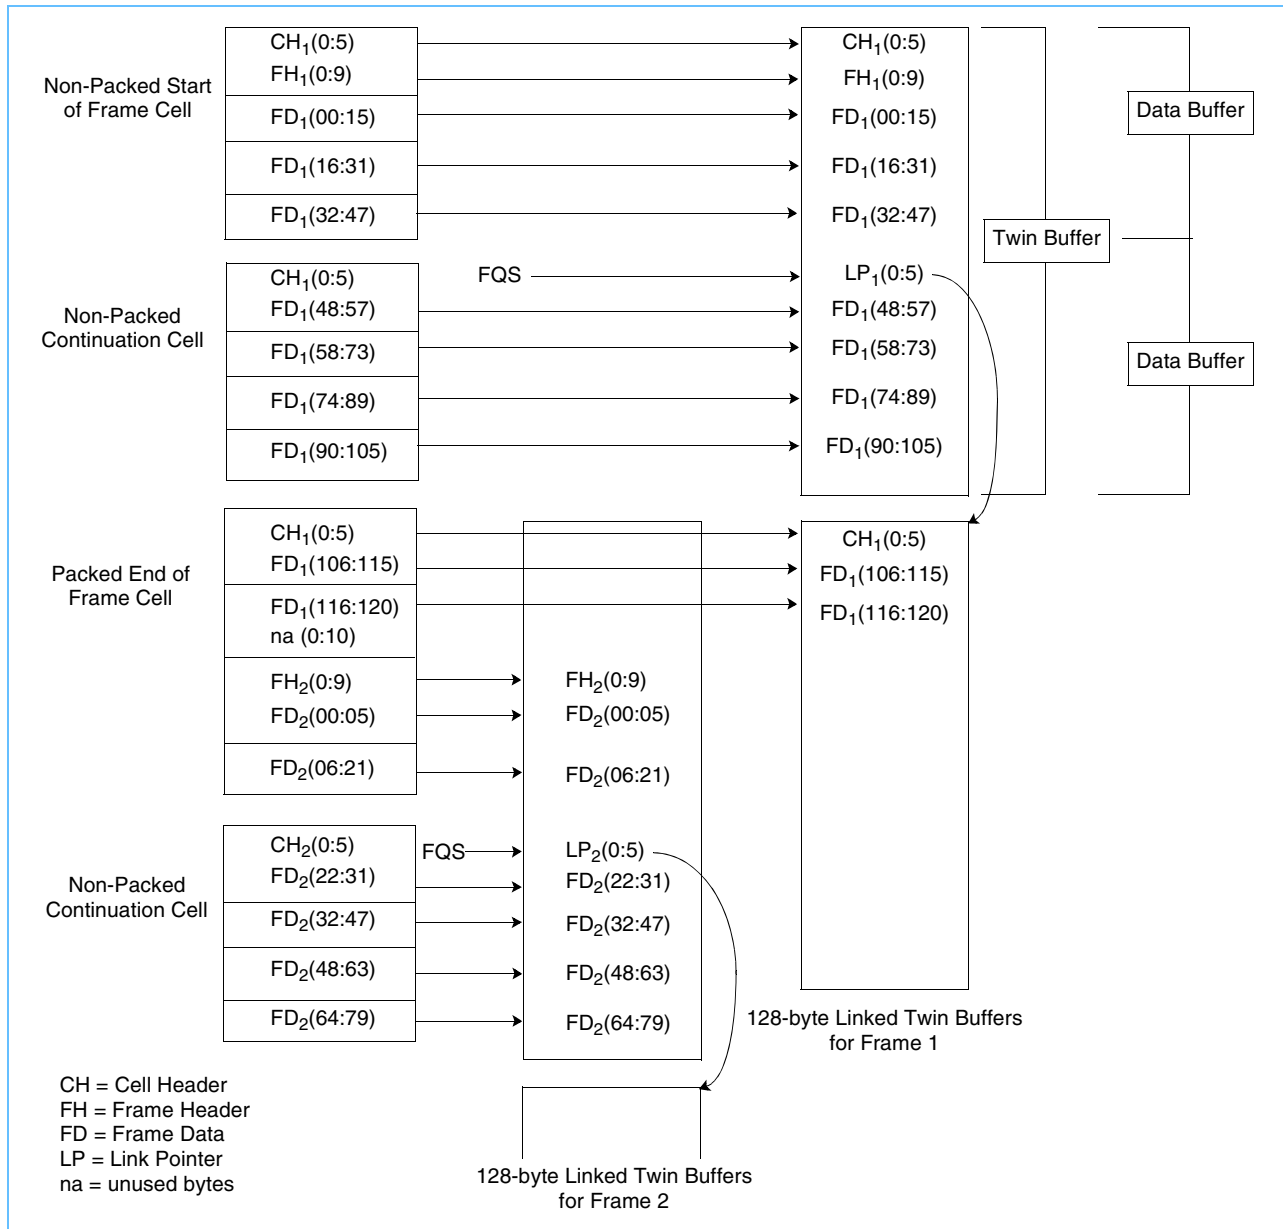 CH1(0:5)
FH1(0:9)
Non-Packed Start
of Frame Cell
FD1(00:15)
FD1(16:31)
FD1(32:47)
CH1(0:5)
FD1(48:57)
Non-Packed
Continuation Cell
FD1(58:73)
FD1(74:89)
FD1(90:105)
FQS
CH1(0:5)
FH1(0:9)
FD1(00:15)
FD1(16:31)
FD1(32:47)
LP1(0:5)
FD1(48:57)
FD1(58:73)
FD1(74:89)
FD1(90:105)
Data Buffer
Twin Buffer
Data Buffer
CH1(0:5)
FD1(106:115)
Packed End of
Frame Cell
FD1(116:120)
na (0:10)
FH2(0:9)
FD2(00:05)
FD2(06:21)
CH1(0:5)
FD1(106:115)
FD1(116:120)
FH2(0:9)
FD2(00:05)
FD2(06:21)
CH2(0:5)
FQS
FD2(22:31)
Non-Packed
Continuation Cell
FD2(32:47)
FD2(48:63)
FD2(64:79)
LP2(0:5)
FD2(22:31)
FD2(32:47)
FD2(48:63)
FD2(64:79)
128-byte Linked Twin Buffers
for Frame 1
CH = Cell Header
FH = Frame Header
FD = Frame Data
LP = Link Pointer
na = unused bytes
128-byte Linked Twin Buffers
for Frame 2